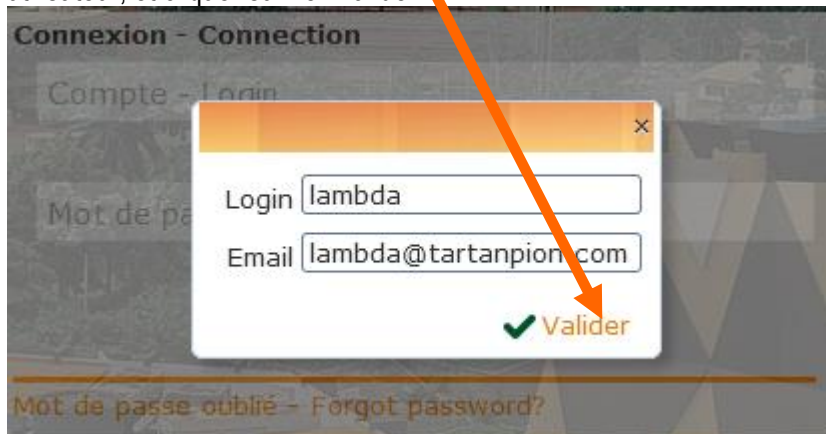 Connexion - Connection
Compte - Login
×
Login lambda
Mot de pa
Email lambda@tartanpion.com
Valider
Mot de passe oublié - Forgot password?